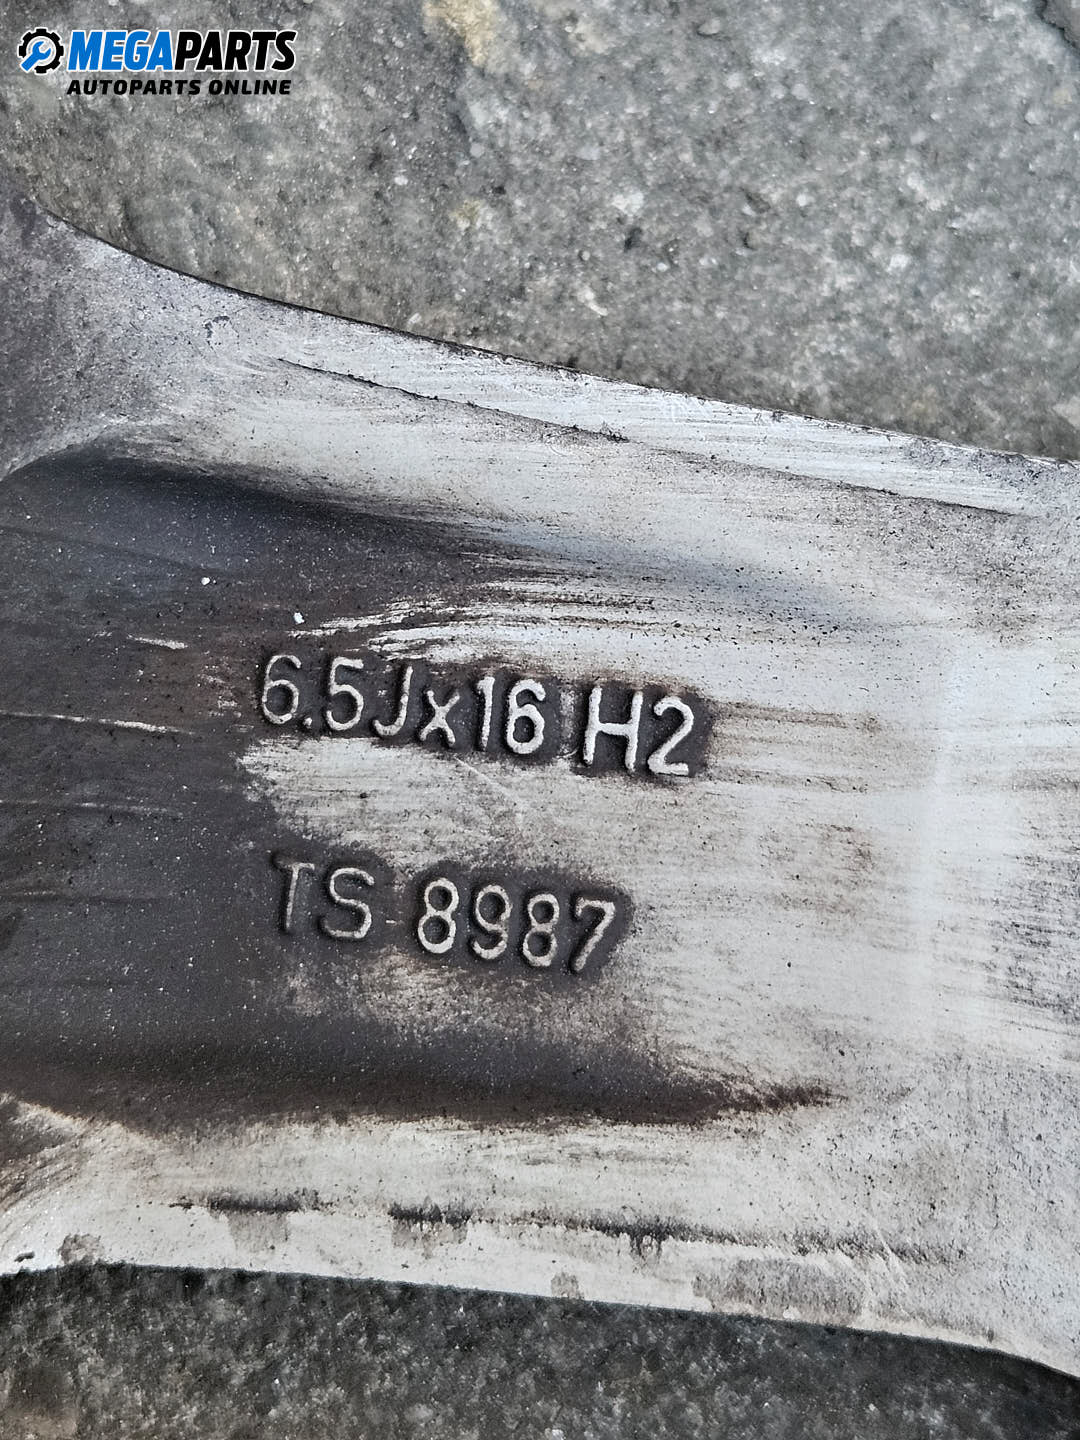 MEGAPARTS
AUTOPARTS ONLINE
6.5Jx16 H2
TS 8987